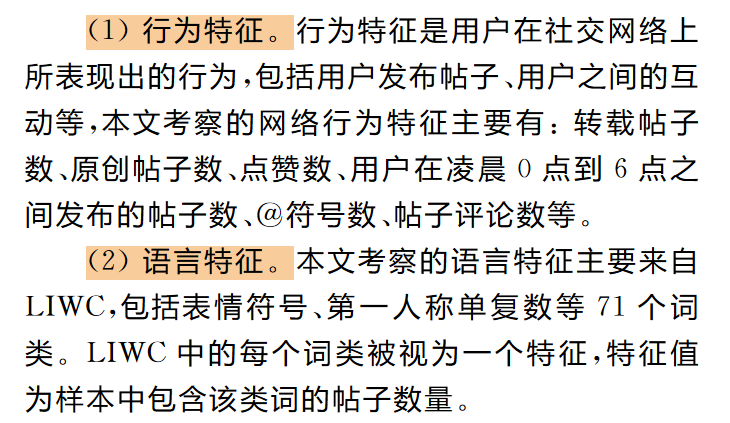 (1) 行为特征。行为特征是用户在社交网络上
所表现出的行为,包括用户发布帖子、用户之间的互
动等,本文考察的网络行为特征主要有: 转载帖子
数、原创帖子数、点赞数、用户在凌晨 0 点到 6 点之
间发布的帖子数、@符号数、帖子评论数等。
(2) 语言特征。本文考察的语言特征主要来自
LIWC,包括表情符号、第一人称单复数等 71 个词
类。LIWC 中的每个词类被视为一个特征,特征值
为样本中包含该类词的帖子数量。